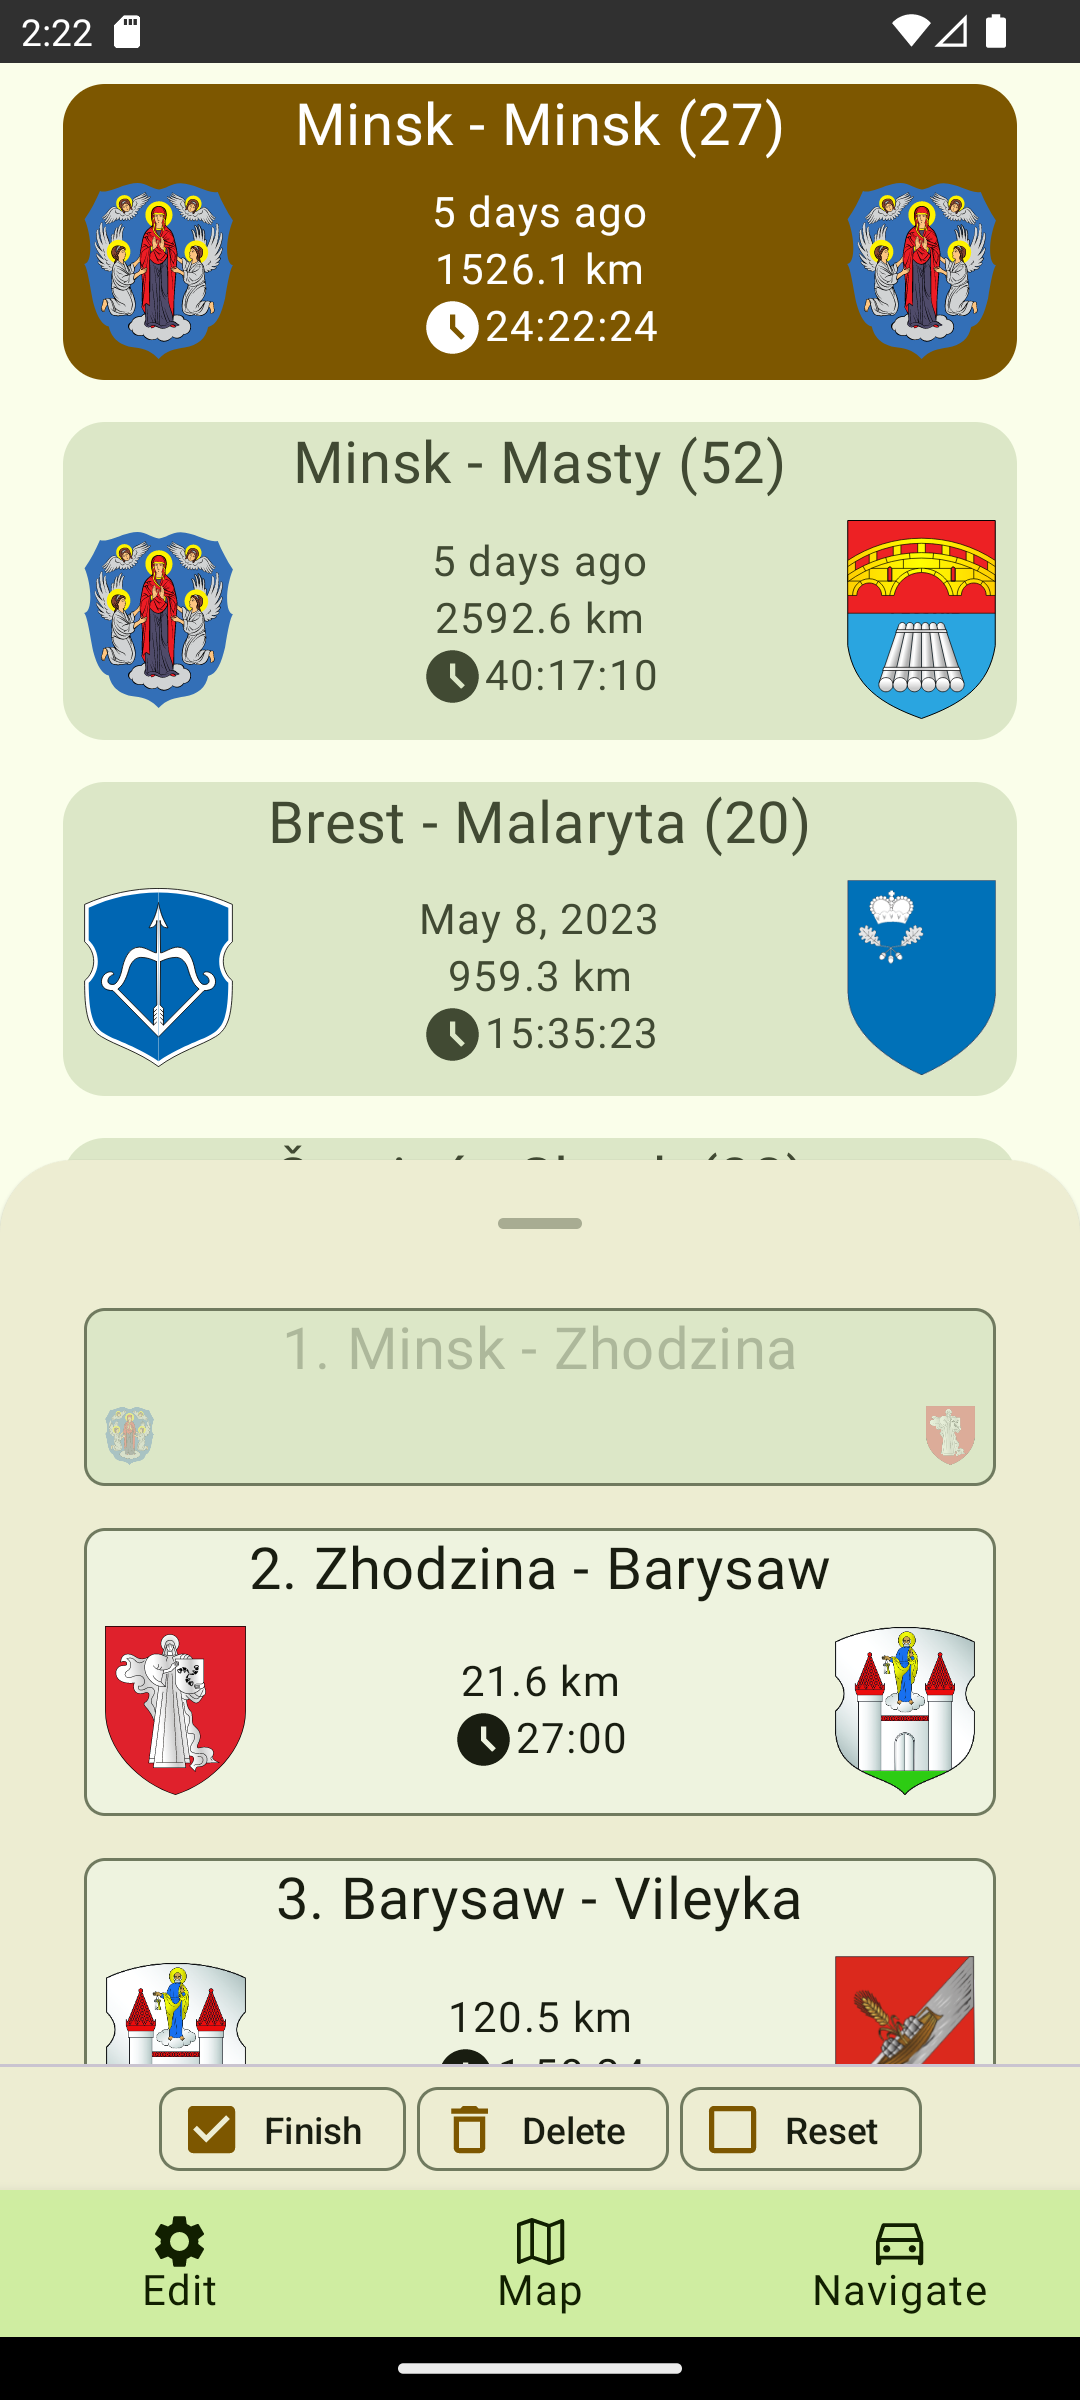 2:22
Minsk - Minsk (27)
5 days ago
1526.1 km
24:22:24
Minsk - Masty (52)
5 days ago
2592.6 km
40:17:10
Brest - Malaryta (20)
May 8, 2023
959.3 km
15:35:23
1. Minsk - Zhodzina
2. Zhodzina - Barysaw
21.6 km
27:00
3. Barysaw - Vileyka
120.5 km
Finish
Delete
Reset
Edit
Map
Navigate